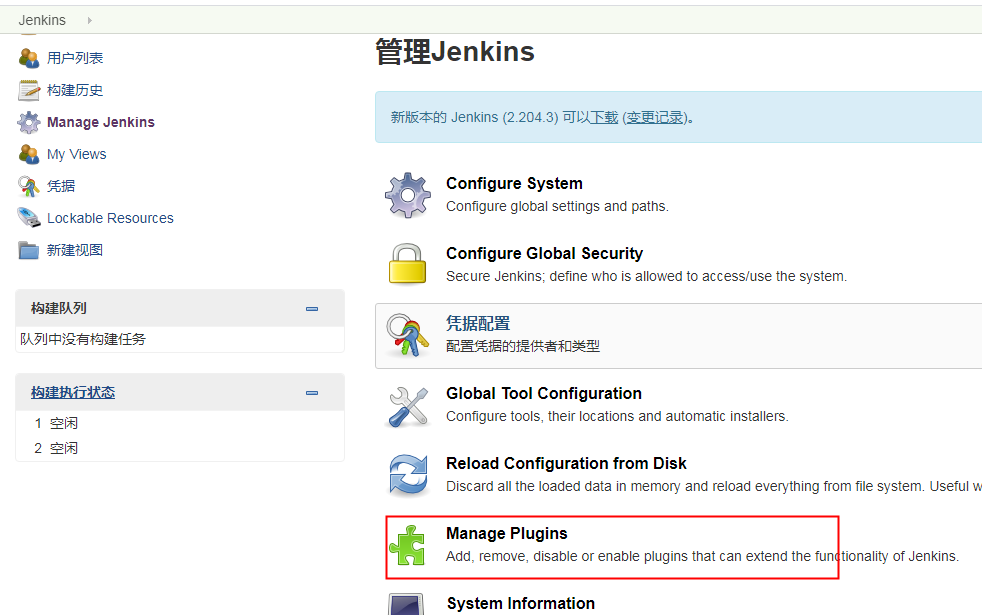 Jenkins
用户列表
构建历史
Manage Jenkins
My Views
凭据
Lockable Resources
新建视图
构建队列
队列中没有构建任务
构建执行状态
1 空闲
2 空闲
管理Jenkins
新版本的 Jenkins (2.204.3) 可以下载 (变更记录)。
Configure System
Configure global settings and paths.
Configure Global Security
Secure Jenkins; define who is allowed to access/use the system.
凭据配置
配置凭据的提供者和类型
Global Tool Configuration
Configure tools, their locations and automatic installers.
Reload Configuration from Disk
Discard all the loaded data in memory and reload everything from file system. Useful w
Manage Plugins
Add, remove, disable or enable plugins that can extend the functionality of Jenkins.
System Information